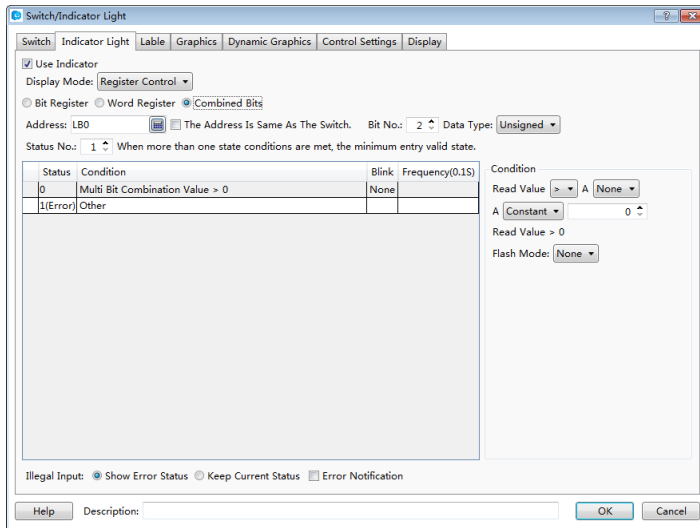 Switch/Indicator Light
Switch Indicator Light Lable Graphics Dynamic Graphics Control Settings Display
Use Indicator
Display Mode: Register Control
Bit Register Word Register Combined Bits
Address: LB0 The Address Is Same As The Switch. Bit No.: 2 Data Type: Unsigned
Status No.: 1 When more than one state conditions are met, the minimum entry valid state.
Status Condition Blink Frequency(0.1S)
0 Multi Bit Combination Value > 0 None
1(Error) Other
Condition
Read Value > A None
A Constant 0
Read Value > 0
Flash Mode: None
Illegal Input: Show Error Status Keep Current Status Error Notification
Help Description: OK Cancel